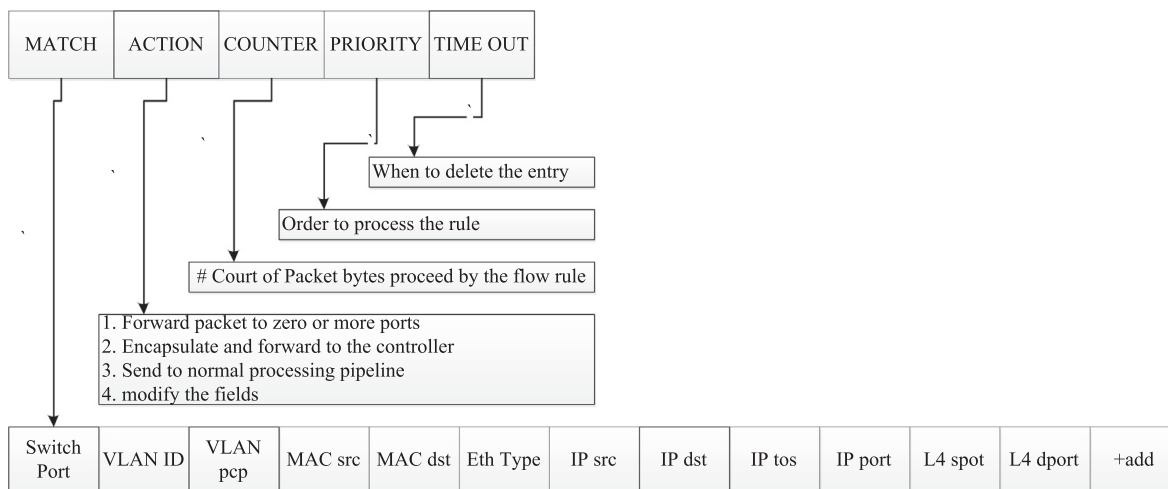 MATCH ACTION COUNTER PRIORITY TIME OUT
When to delete the entry
Order to process the rule
# Court of Packet bytes proceed by the flow rule
1. Forward packet to zero or more ports
2. Encapsulate and forward to the controller
3. Send to normal processing pipeline
4. modify the fields
Switch Port VLAN ID VLAN pcp MAC src MAC dst Eth Type IP src IP dst IP tos IP port L4 spot L4 dport +add